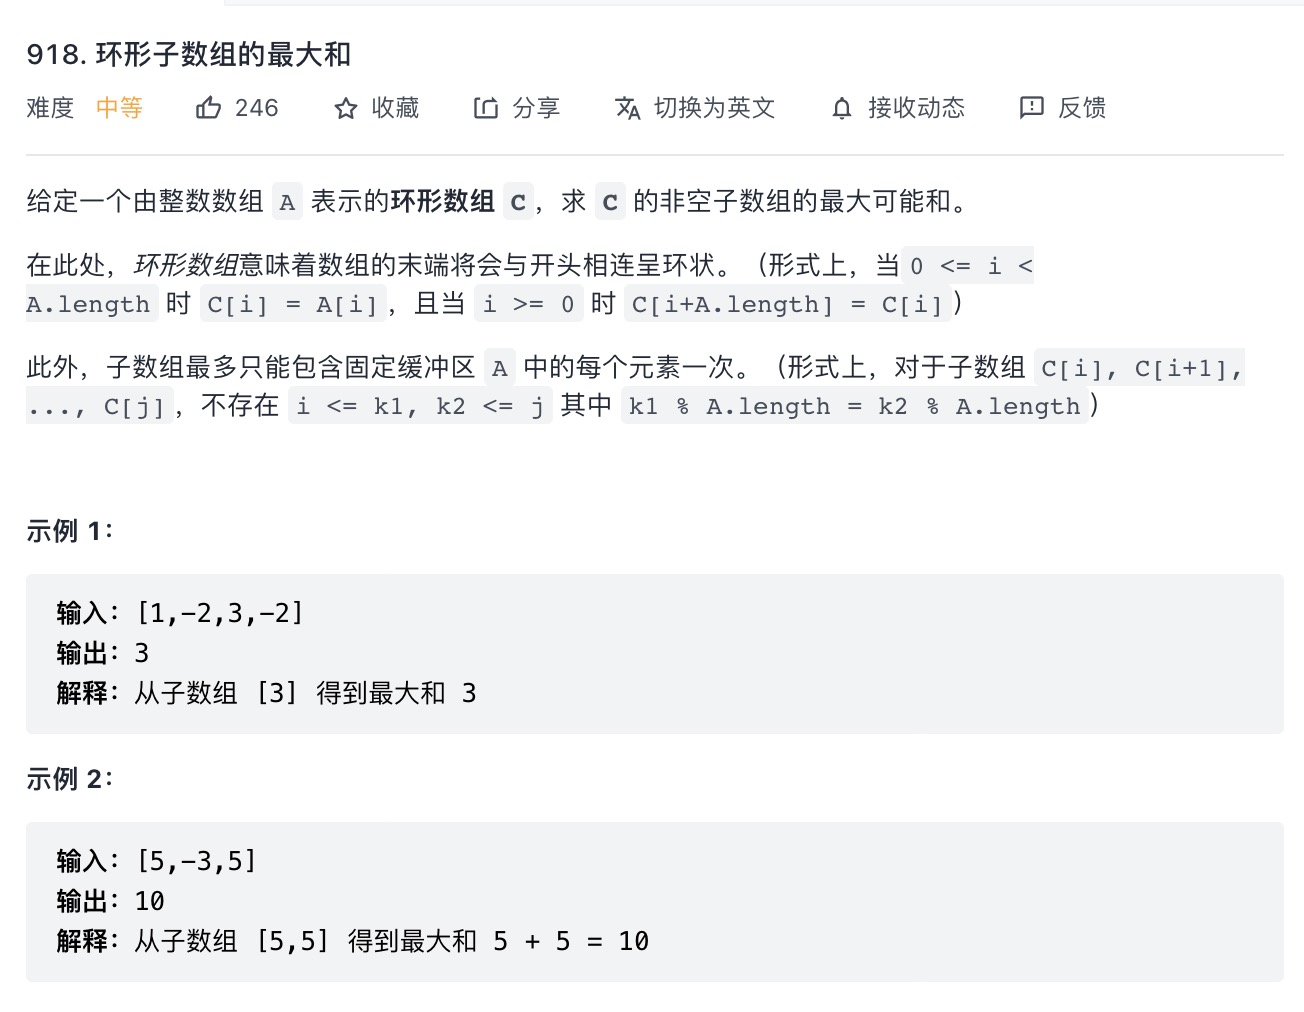 918. 环形子数组的最大和
难度 中等 246 收藏 分享 切换为英文 接收动态 反馈
给定一个由整数数组 A 表示的环形数组 C，求 C 的非空子数组的最大可能和。
在此处，环形数组意味着数组的末端将会与开头相连呈环状。（形式上，当 0 <= i <
A.length 时 C[i] = A[i]，且当 i >= 0 时 C[i+A.length] = C[i]）
此外，子数组最多只能包含固定缓冲区 A 中的每个元素一次。（形式上，对于子数组 C[i], C[i+1],
..., C[j]，不存在 i <= k1, k2 <= j 其中 k1 % A.length = k2 % A.length）
示例 1：
输入：[1,-2,3,-2]
输出：3
解释：从子数组 [3] 得到最大和 3
示例 2：
输入：[5,-3,5]
输出：10
解释：从子数组 [5,5] 得到最大和 5 + 5 = 10